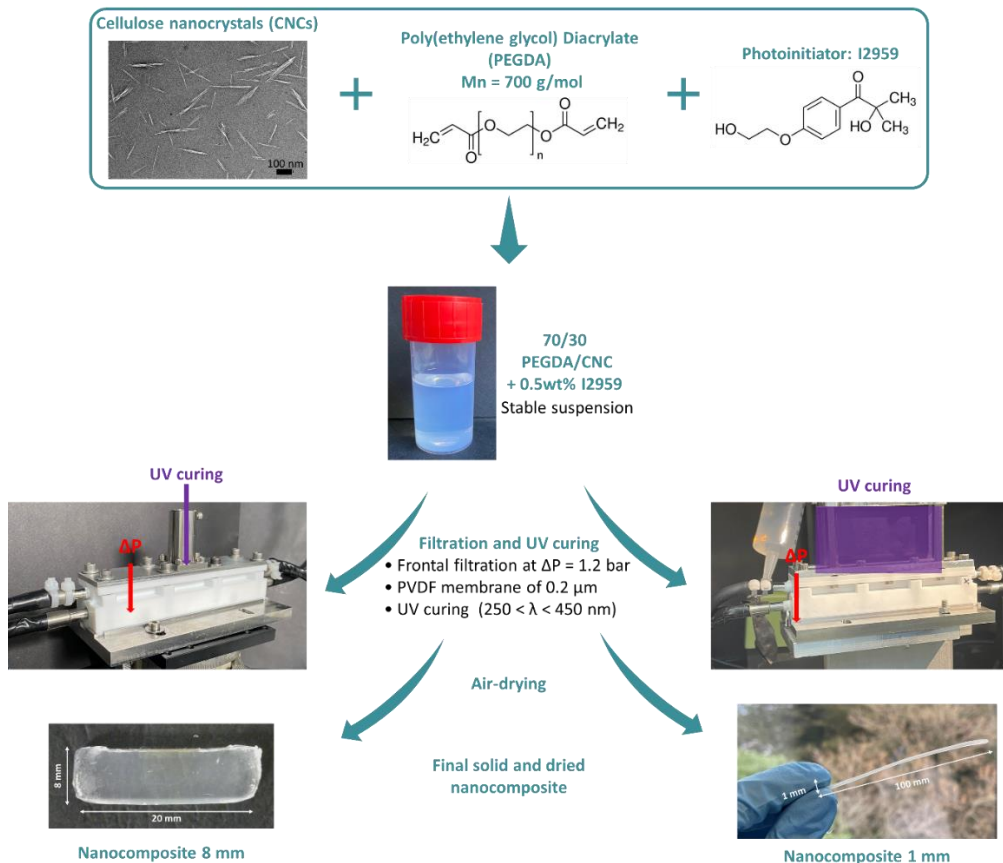 Cellulose nanocrystals (CNCs)
100 nm
+
Poly(ethylene glycol) Diacrylate
(PEGDA)
Mn = 700 g/mol
H₂C
O
O
n
O
O
CH₂
+
Photoinitiator: I2959
HO
O
O
HO
CH₃
CH₃
70/30
PEGDA/CNC
+ 0.5wt% I2959
Stable suspension
UV curing
ΔP
UV curing
ΔP
Filtration and UV curing
• Frontal filtration at ΔP = 1.2 bar
• PVDF membrane of 0.2 μm
• UV curing (250 < λ < 450 nm)
Air-drying
8 mm
20 mm
Final solid and dried
nanocomposite
1 mm
100 mm
Nanocomposite 8 mm
Nanocomposite 1 mm